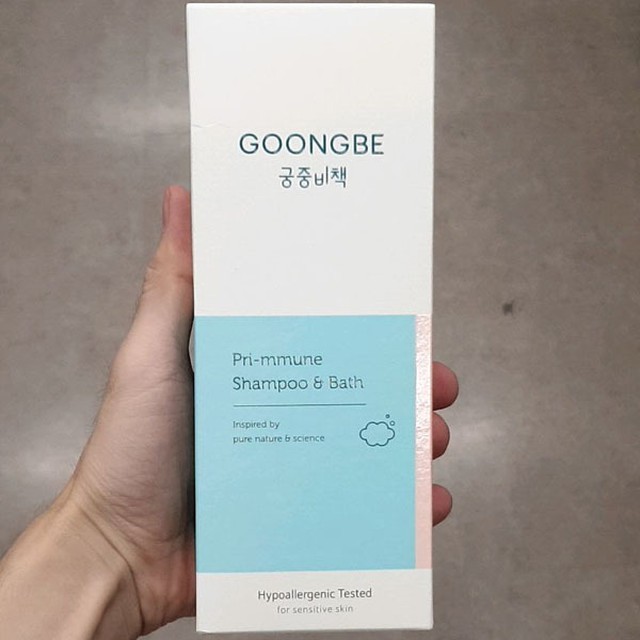 GOONGBE
궁중비책
Pri-mmune
Shampoo & Bath
Inspired by
pure nature & science
Hypoallergenic Tested
for sensitive skin